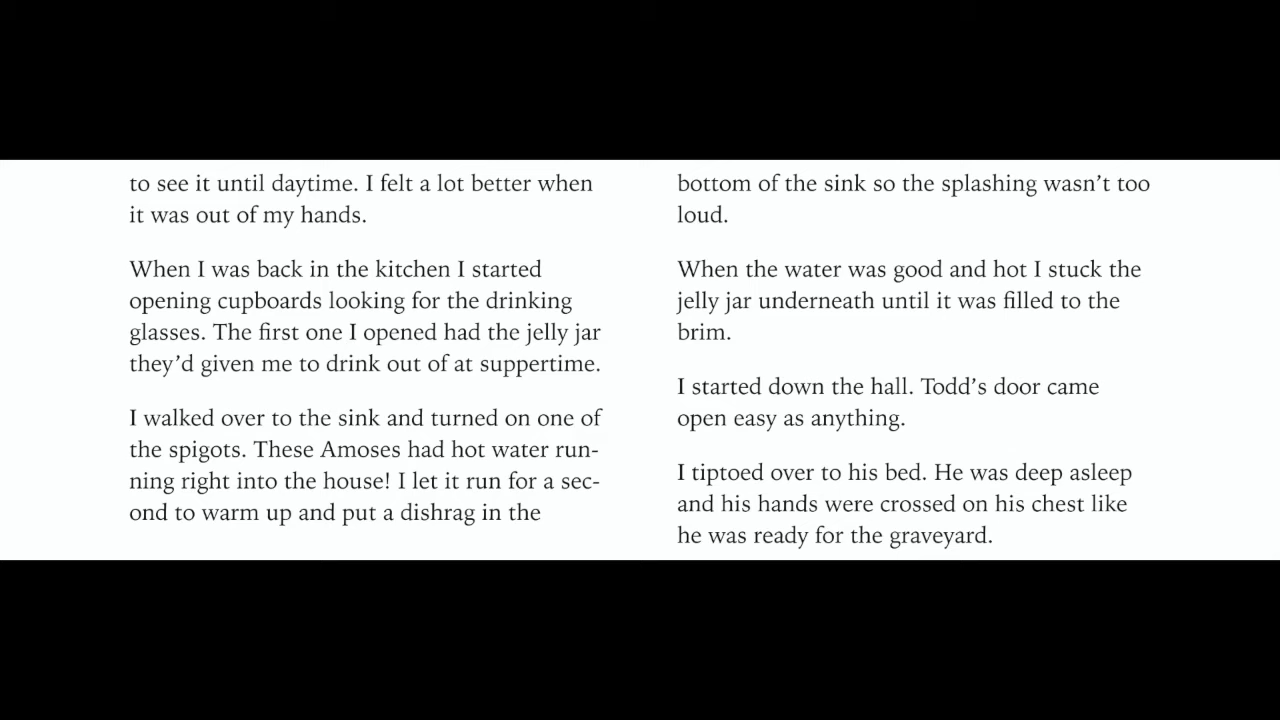 to see it until daytime. I felt a lot better when
it was out of my hands.
When I was back in the kitchen I started
opening cupboards looking for the drinking
glasses. The first one I opened had the jelly jar
they’d given me to drink out of at suppertime.
I walked over to the sink and turned on one of
the spigots. These Amoses had hot water run-
ning right into the house! I let it run for a sec-
ond to warm up and put a dishrag in the
bottom of the sink so the splashing wasn’t too
loud.
When the water was good and hot I stuck the
jelly jar underneath until it was filled to the
brim.
I started down the hall. Todd’s door came
open easy as anything.
I tiptoed over to his bed. He was deep asleep
and his hands were crossed on his chest like
he was ready for the graveyard.